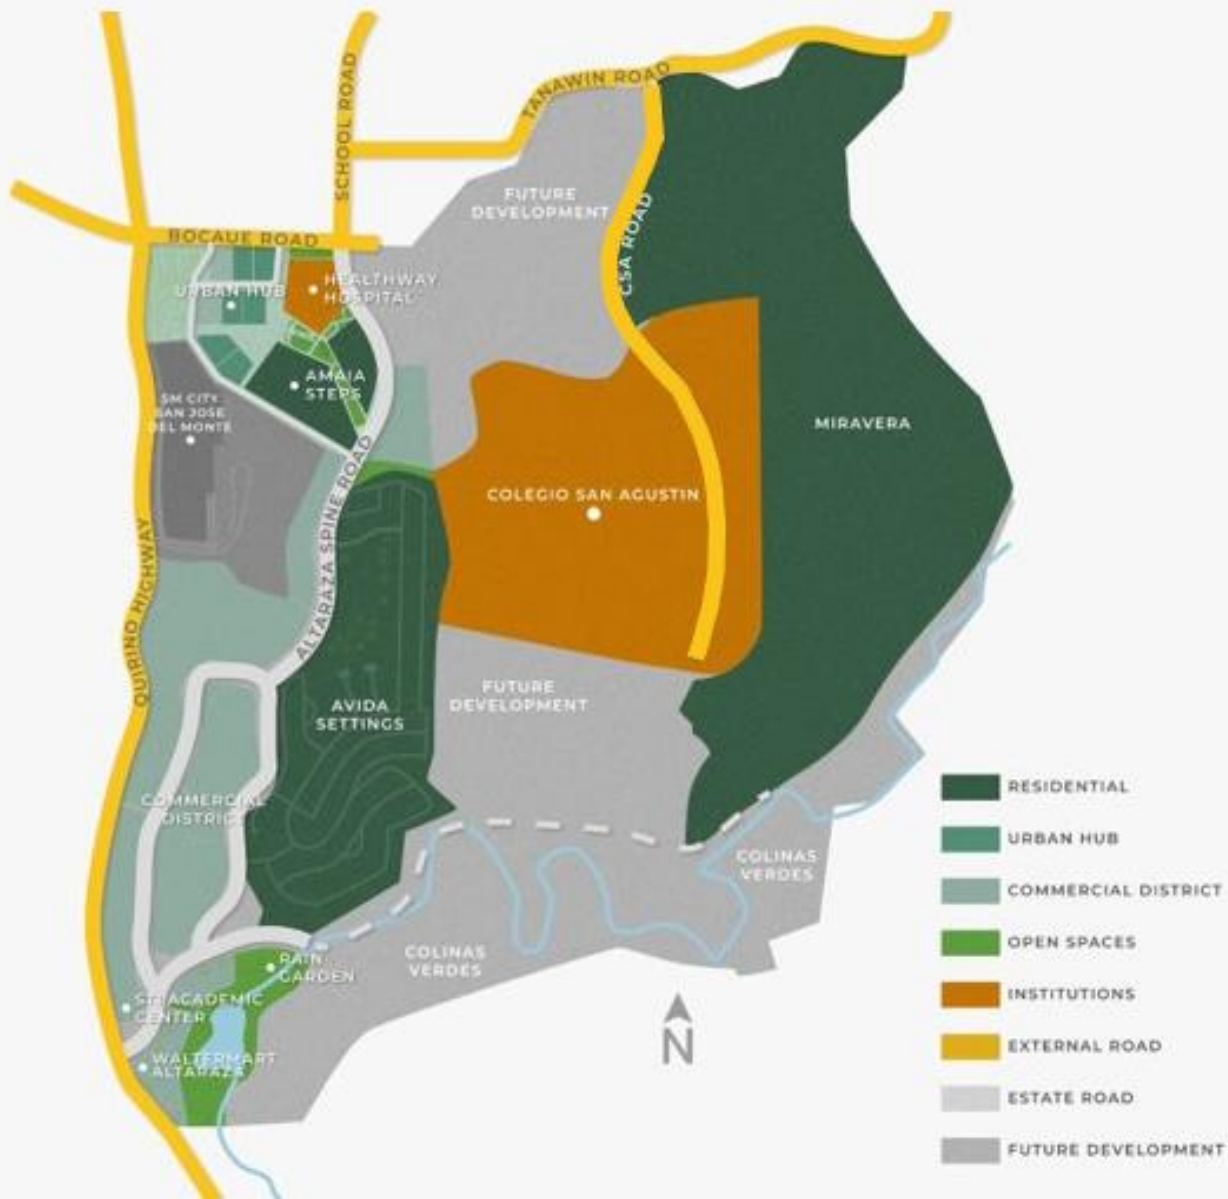 TANAWIN ROAD
SCHOOL ROAD
FUTURE
DEVELOPMENT
CSA ROAD
BOCAUE ROAD
URBAN HUB
HEALTHWAY
HOSPITAL
AMAIA
STEPS
SM CITY
SAN JOSE
DEL MONTE
MIRAVERA
COLEGIO SAN AGUSTIN
QUIRINO HIGHWAY
ALTARAZA SPINE ROAD
AVIDA
SETTINGS
FUTURE
DEVELOPMENT
COMMERCIAL
DISTRICT
COLINAS
VERDES
COLINAS
VERDES
RAIN
GARDEN
STI ACADEMIC
CENTER
WALTERMART
ALTARAZA
N
RESIDENTIAL
URBAN HUB
COMMERCIAL DISTRICT
OPEN SPACES
INSTITUTIONS
EXTERNAL ROAD
ESTATE ROAD
FUTURE DEVELOPMENT